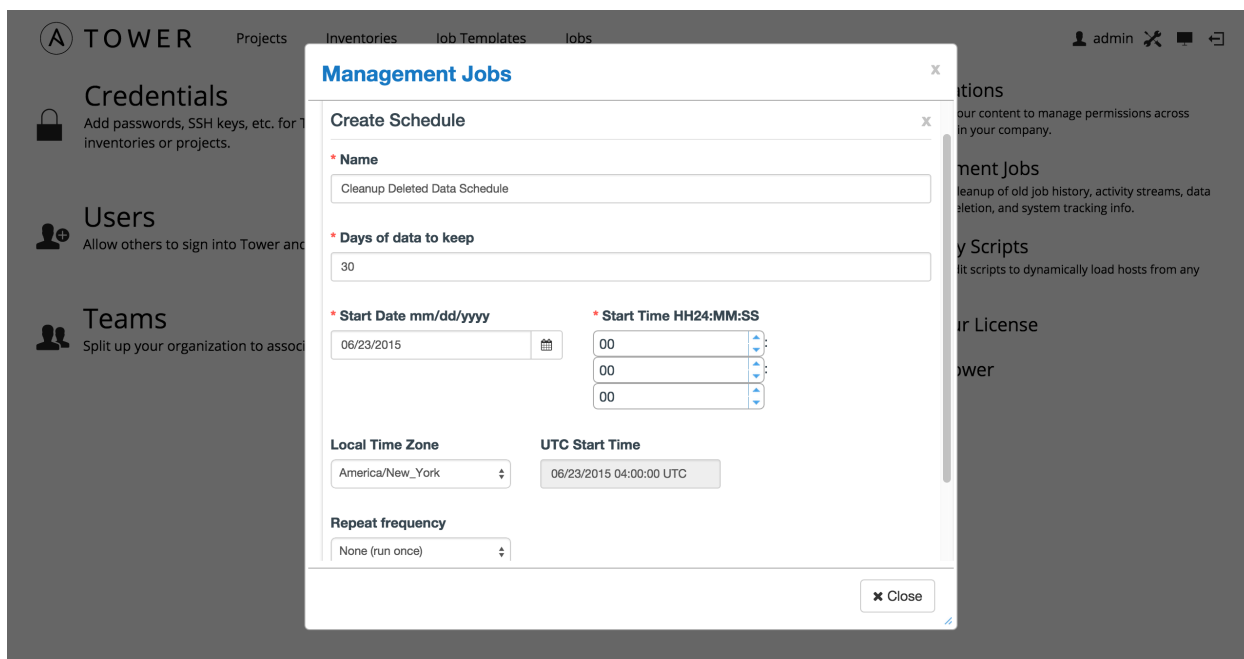 A TOWER Projects Inventories Job Templates Jobs admin
Credentials
Add passwords, SSH keys, etc. for T
inventories or projects.
Users
Allow others to sign into Tower and
Teams
Split up your organization to associ
Management Jobs x
Create Schedule x
* Name
Cleanup Deleted Data Schedule
* Days of data to keep
30
* Start Date mm/dd/yyyy * Start Time HH24:MM:SS
06/23/2015 00 :
00 :
00
Local Time Zone UTC Start Time
America/New_York 06/23/2015 04:00:00 UTC
Repeat frequency
None (run once)
Close
ations
our content to manage permissions across
in your company.
ment Jobs
leanup of old job history, activity streams, data
eletion, and system tracking info.
y Scripts
dit scripts to dynamically load hosts from any
ur License
ower